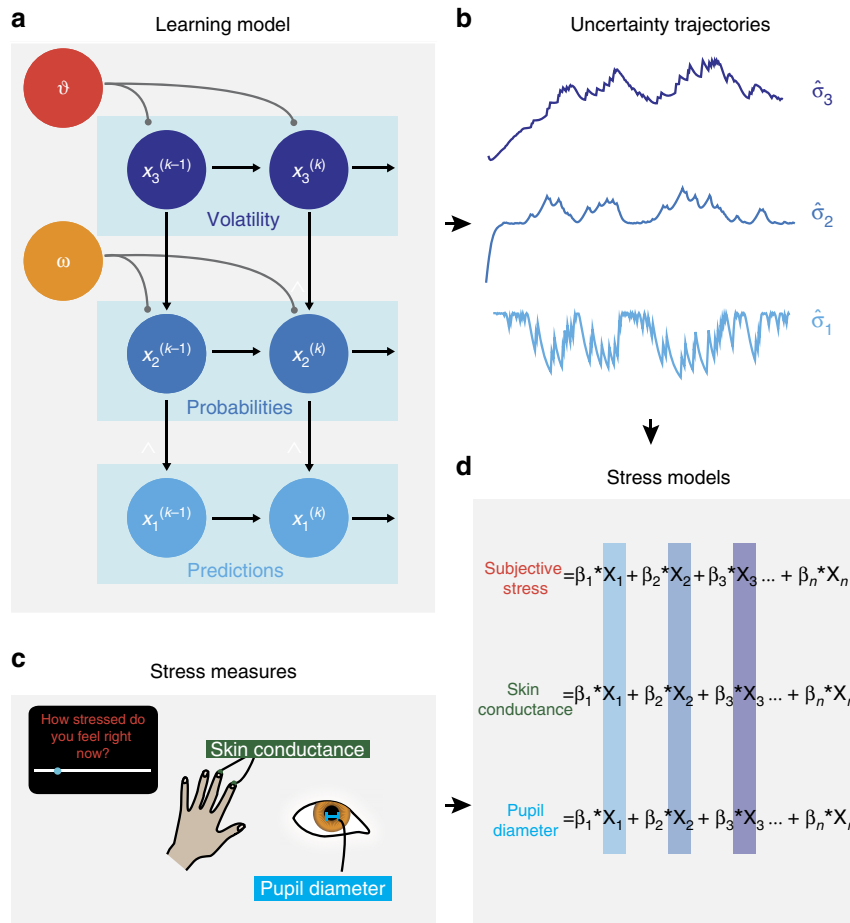 a
Learning model
ϑ
x₃⁽ᵏ⁻¹⁾
x₃⁽ᵏ⁾
Volatility
ω
x₂⁽ᵏ⁻¹⁾
x₂⁽ᵏ⁾
Probabilities
x₁⁽ᵏ⁻¹⁾
x₁⁽ᵏ⁾
Predictions
b
Uncertainty trajectories
σ̂₃
σ̂₂
σ̂₁
c
Stress measures
How stressed do
you feel right
now?
Skin conductance
Pupil diameter
d
Stress models
Subjective
stress
=β₁*X₁ + β₂*X₂ + β₃*X₃ ... + βₙ*Xₙ
Skin
conductance
=β₁*X₁ + β₂*X₂ + β₃*X₃ ... + βₙ*Xₙ
Pupil
diameter
=β₁*X₁ + β₂*X₂ + β₃*X₃ ... + βₙ*Xₙ